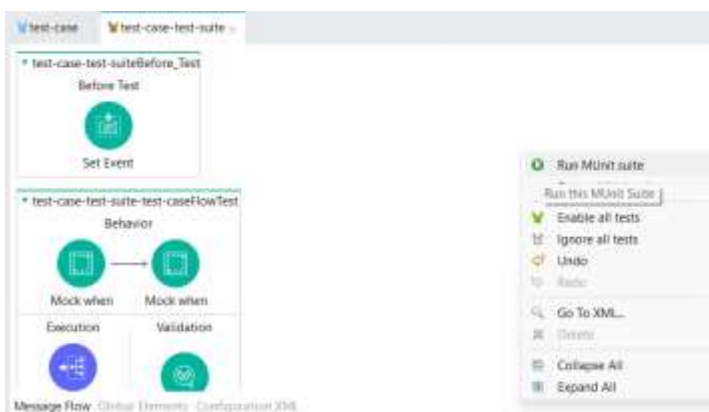 test-case
test-case-test-suite
test-case-test-suiteBefore_Test
Before Test
Set Event
test-case-test-suite-test-caseFlowTest
Behavior
Mock when
Mock when
Execution
Validation
Message Flow Global Elements Configuration XML
Run MUnit suite
Run this MUnit Suite
Enable all tests
Ignore all tests
Undo
Redo
Go To XML...
Delete
Collapse All
Expand All